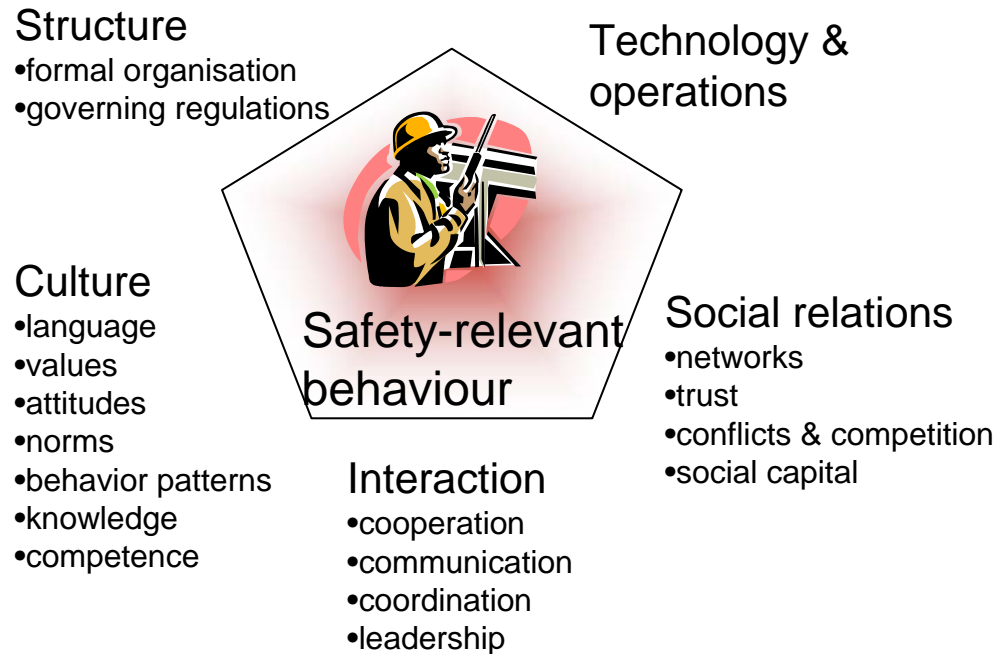 Structure
•formal organisation
•governing regulations
Technology &
operations
Culture
•language
•values
•attitudes
•norms
•behavior patterns
•knowledge
•competence
Safety-relevant
behaviour
Social relations
•networks
•trust
•conflicts & competition
•social capital
Interaction
•cooperation
•communication
•coordination
•leadership